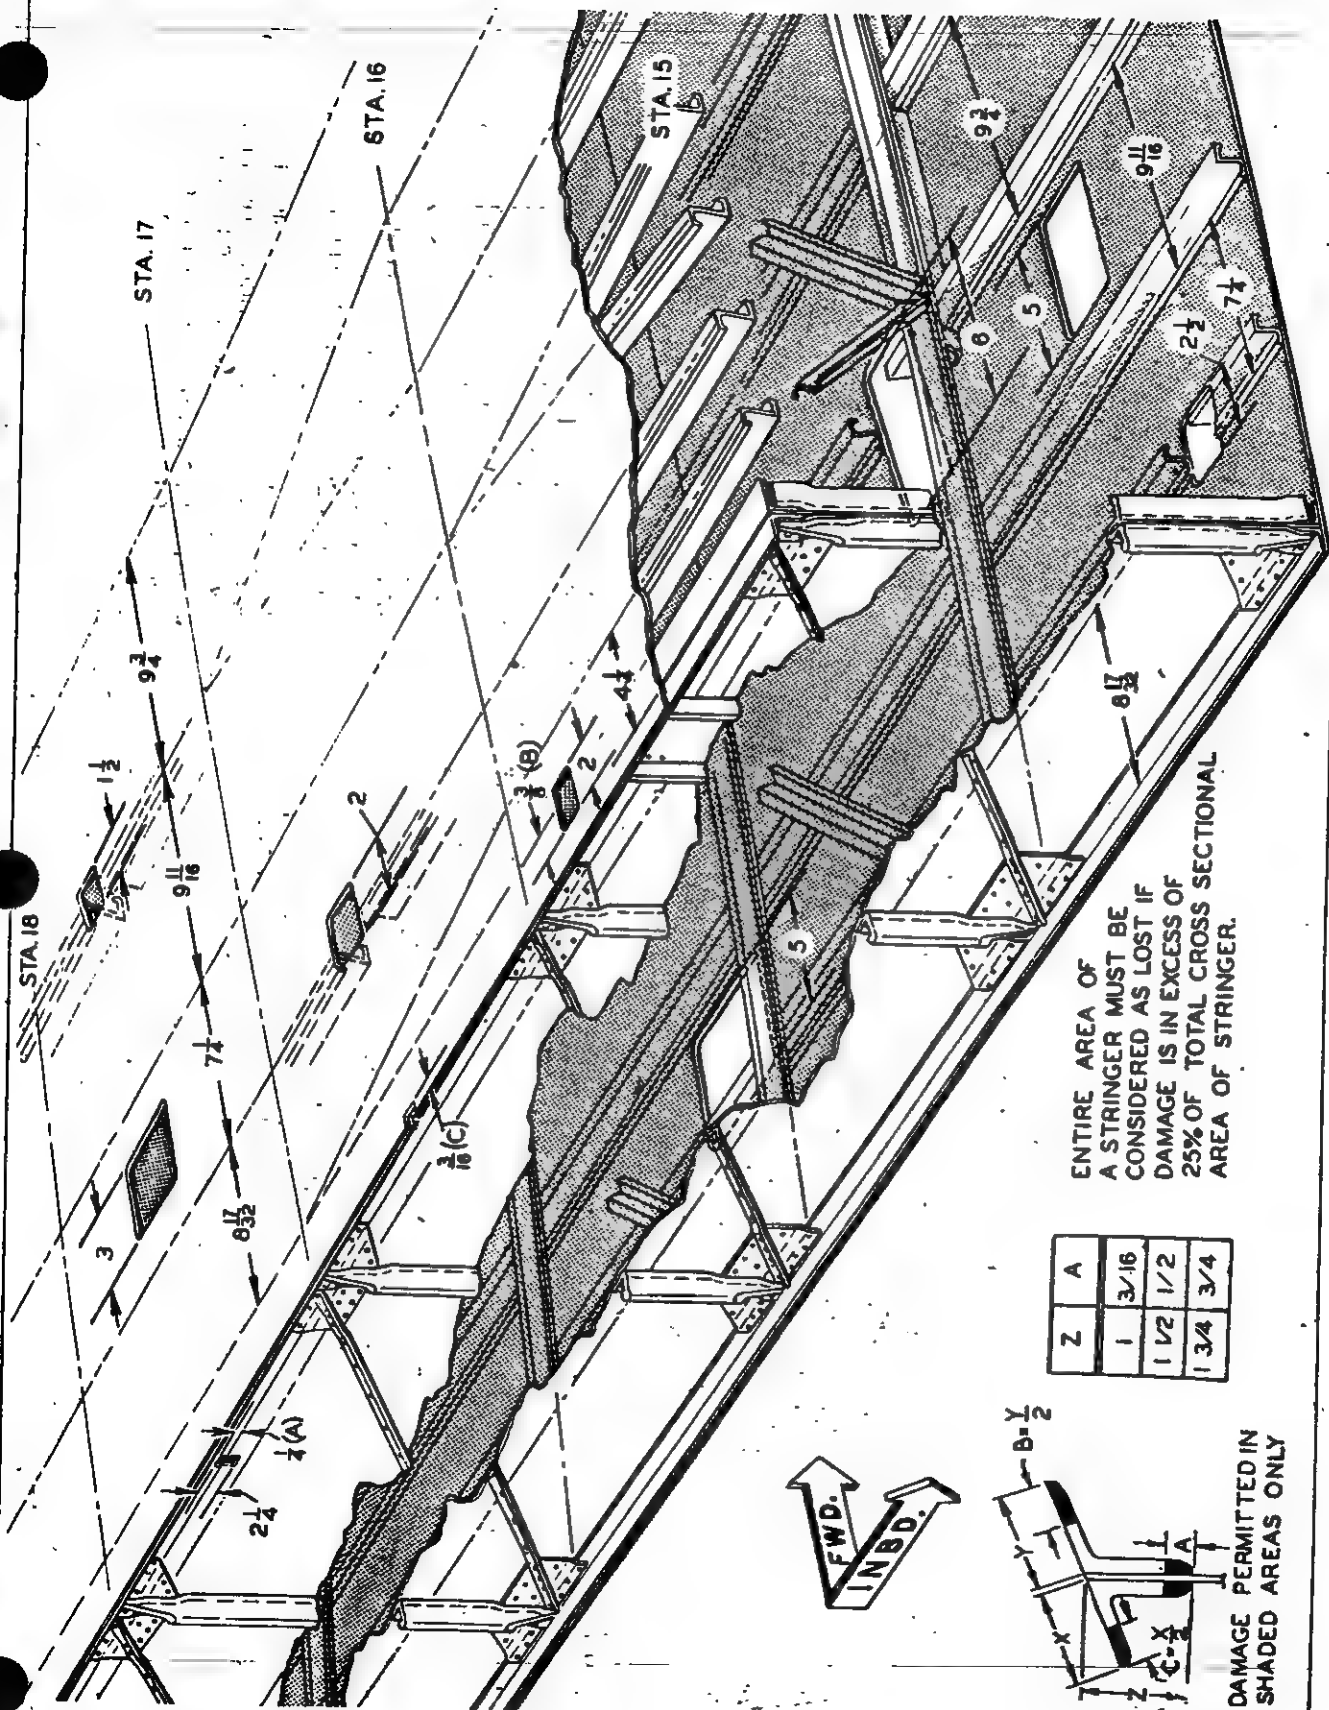 STA. 18
STA. 17
STA. 16
STA. 15
9 3/4
9 11/16
7 1/4
8 17/32
1 1/2
2
3
2 1/4
1/4 (A)
3/16 (C)
3/8 (B)
2
4 1/2
5
6
5
9 3/4
9 11/16
7 1/4
2 1/2
8 17/32
ENTIRE AREA OF
A STRINGER MUST BE
CONSIDERED AS LOST IF
DAMAGE IS IN EXCESS OF
25% OF TOTAL CROSS SECTIONAL
AREA OF STRINGER.
Z A
1 3/16
1 1/2 1/2
1 3/4 3/4
FWD.
INBD.
X
Y
B=Y/2
Z
C=X/2
A
DAMAGE PERMITTED IN
SHADED AREAS ONLY